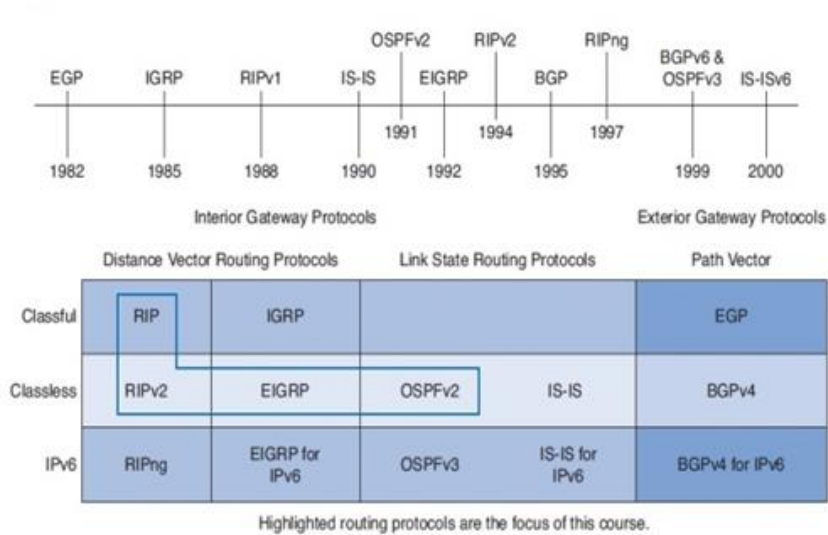 OSPFv2 RIPv2 RIPng
EGP IGRP RIPv1 IS-IS EIGRP BGP BGPv6 &
OSPFv3 IS-ISv6
1991 1994 1997
1982 1985 1988 1990 1992 1995 1999 2000
Interior Gateway Protocols Exterior Gateway Protocols
Distance Vector Routing Protocols Link State Routing Protocols Path Vector
Classful RIP IGRP EGP
Classless RIPv2 EIGRP OSPFv2 IS-IS BGPv4
IPv6 RIPng EIGRP for
IPv6 OSPFv3 IS-IS for
IPv6 BGPv4 for IPv6
Highlighted routing protocols are the focus of this course.